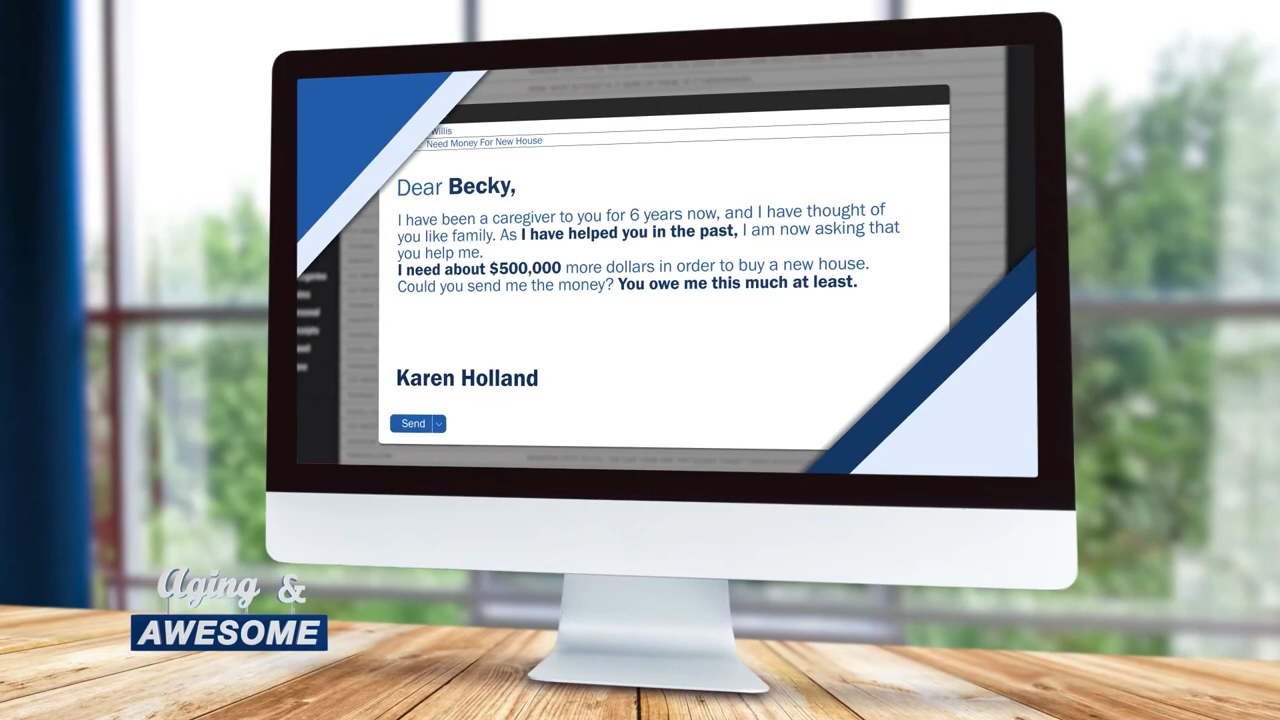 Willis
Need Money For New House
Dear Becky,
I have been a caregiver to you for 6 years now, and I have thought of
you like family. As I have helped you in the past, I am now asking that
you help me.
I need about $500,000 more dollars in order to buy a new house.
Could you send me the money? You owe me this much at least.
Karen Holland
Send
Aging &
AWESOME